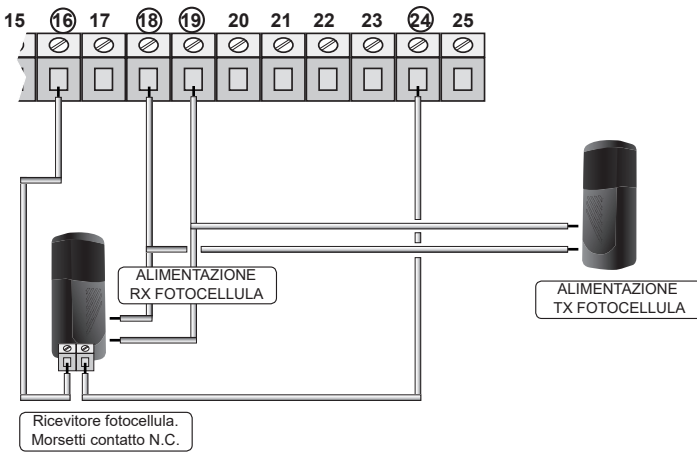 15 16 17 18 19 20 21 22 23 24 25
ALIMENTAZIONE
RX FOTOCELLULA
ALIMENTAZIONE
TX FOTOCELLULA
Ricevitore fotocellula.
Morsetti contatto N.C.